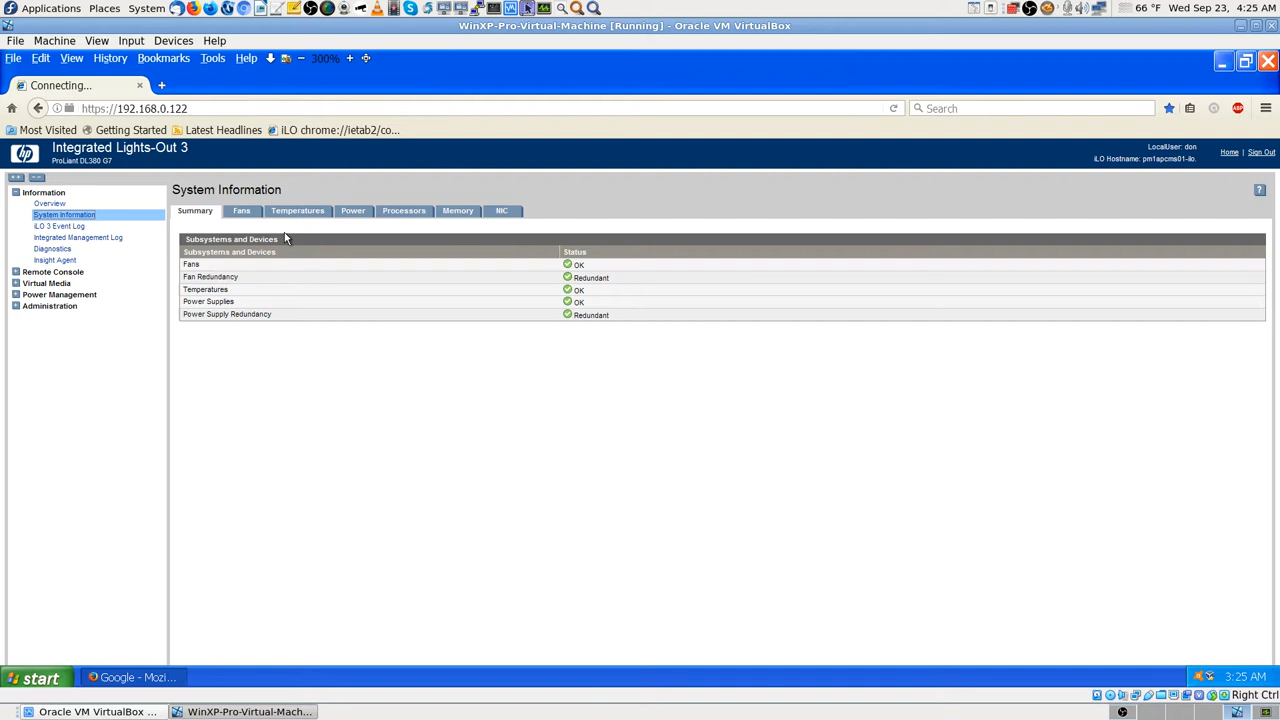 Applications Places System 66 °F Wed Sep 23, 4:25 AM
WinXP-Pro-Virtual-Machine [Running] - Oracle VM VirtualBox
File Machine View Input Devices Help
File Edit View History Bookmarks Tools Help 300%
Connecting...
https://192.168.0.122 Search
Most Visited Getting Started Latest Headlines iLO chrome://ietab2/co...
hp Integrated Lights-Out 3
ProLiant DL380 G7
LocalUser: don
iLO Hostname: pm1apcms01-ilo.
Home | Sign Out
Information
Overview
System Information
iLO 3 Event Log
Integrated Management Log
Diagnostics
Insight Agent
Remote Console
Virtual Media
Power Management
Administration
System Information
?
Summary Fans Temperatures Power Processors Memory NIC
Subsystems and Devices
Subsystems and Devices Status
Fans OK
Fan Redundancy Redundant
Temperatures OK
Power Supplies OK
Power Supply Redundancy Redundant
start Google - Mozi... 3:25 AM
Right Ctrl
Oracle VM VirtualBox ... WinXP-Pro-Virtual-Mach...